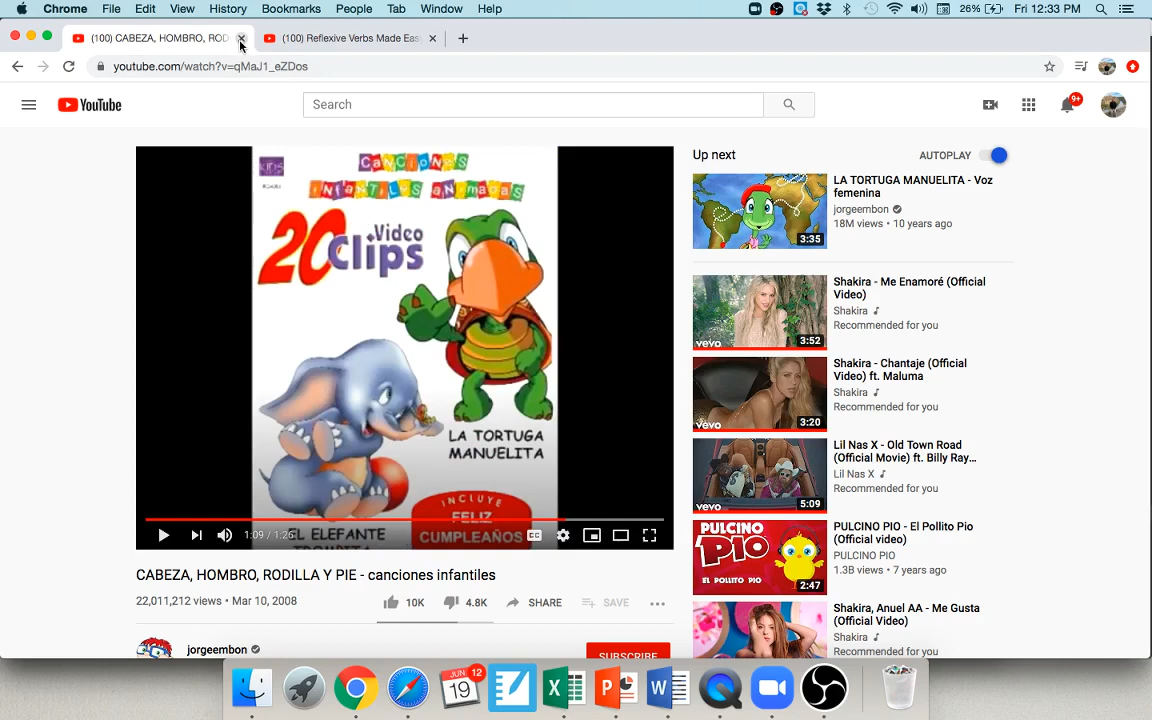 Chrome File Edit View History Bookmarks People Tab Window Help 26% Fri 12:33 PM
(100) CABEZA, HOMBRO, ROD
(100) Reflexive Verbs Made Eas
youtube.com/watch?v=qMaJ1_eZDos
YouTube
Search
9+
KIDS
CANCIONES
INFANTILES ANIMADAS
20 Video
Clips
LA TORTUGA
MANUELITA
INCLUYE
FELIZ
CUMPLEAÑOS
EL ELEFANTE
1:09 / 1:26
CC
CABEZA, HOMBRO, RODILLA Y PIE - canciones infantiles
22,011,212 views • Mar 10, 2008
10K 4.8K SHARE SAVE
jorgeembon
SUBSCRIBE
Up next
AUTOPLAY
3:35
LA TORTUGA MANUELITA - Voz
femenina
jorgeembon
18M views • 10 years ago
vevo
3:52
Shakira - Me Enamoré (Official
Video)
Shakira
Recommended for you
vevo
3:20
Shakira - Chantaje (Official
Video) ft. Maluma
Shakira
Recommended for you
vevo
5:09
Lil Nas X - Old Town Road
(Official Movie) ft. Billy Ray...
Lil Nas X
Recommended for you
PULCINO
PIO
EL POLLITO PIO
2:47
PULCINO PIO - El Pollito Pio
(Official video)
PULCINO PIO
1.3B views • 7 years ago
Shakira, Anuel AA - Me Gusta
(Official Video)
Shakira
JUN 12
19